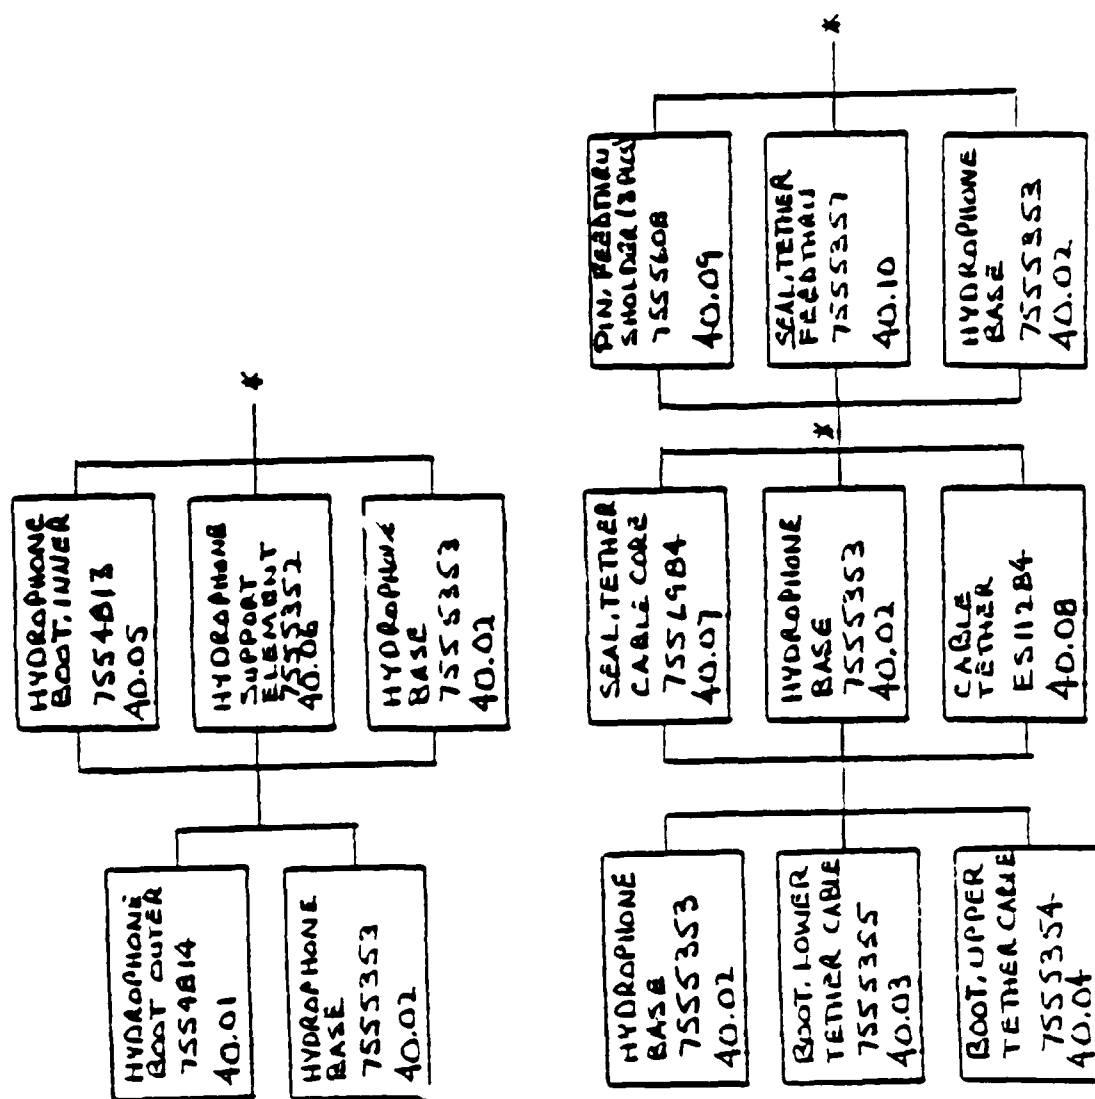 HYDROPHONE
BOOT OUTER
7554814
40.01
HYDROPHONE
BASE
7555353
40.02
HYDROPHONE
BOOT, INNER
7554813
40.05
HYDROPHONE
SUPPORT
ELEMENT
7555352
40.06
HYDROPHONE
BASE
7555353
40.02
*
HYDROPHONE
BASE
7555353
40.02
BOOT, LOWER
TETHER CABLE
7555355
40.03
BOOT, UPPER
TETHER CABLE
7555354
40.04
SEAL, TETHER
CABLE CORE
7556984
40.07
HYDROPHONE
BASE
7555353
40.02
CABLE
TETHER
ES11284
40.08
*
PIN, FEEDTHRU
SHOLDER (3 PLCS)
7555608
40.09
SEAL, TETHER
FEEDTHRU
7555357
40.10
HYDROPHONE
BASE
7555353
40.02
*